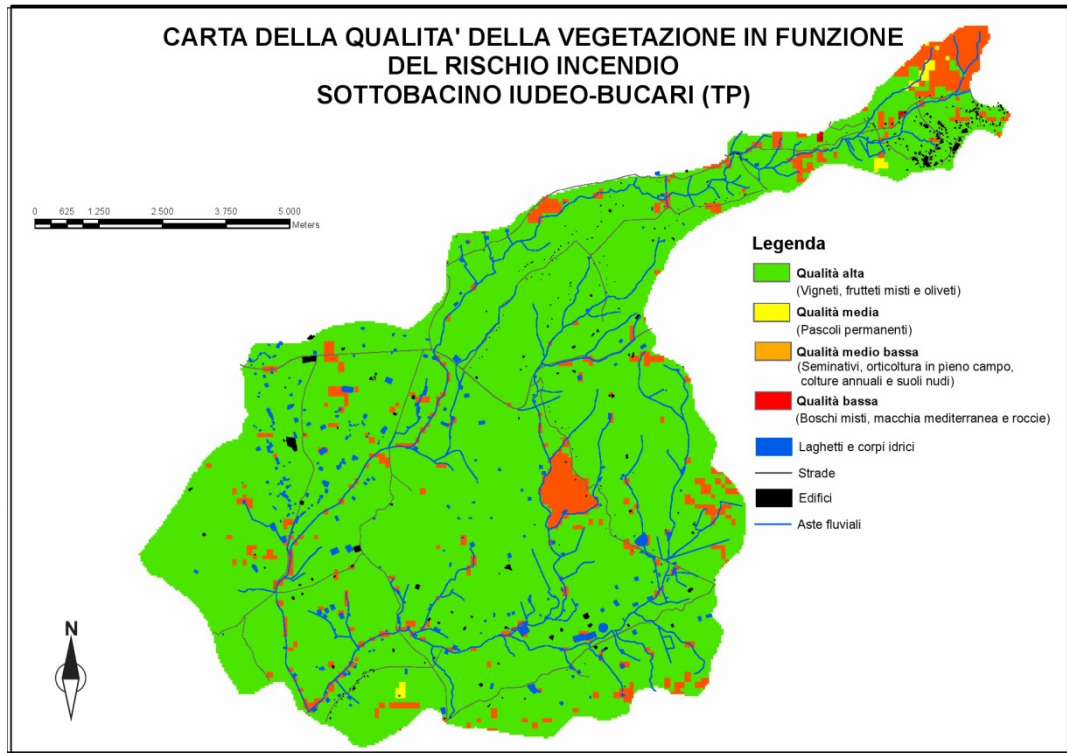 CARTA DELLA QUALITA' DELLA VEGETAZIONE IN FUNZIONE
DEL RISCHIO INCENDIO
SOTTOBACINO IUDEO-BUCARI (TP)
0 625 1.250 2.500 3.750 5.000
Meters
Legenda
Qualità alta
(Vigneti, frutteti misti e oliveti)
Qualità media
(Pascoli permanenti)
Qualità medio bassa
(Seminativi, orticoltura in pieno campo,
colture annuali e suoli nudi)
Qualità bassa
(Boschi misti, macchia mediterranea e roccie)
Laghetti e corpi idrici
Strade
Edifici
Aste fluviali
N